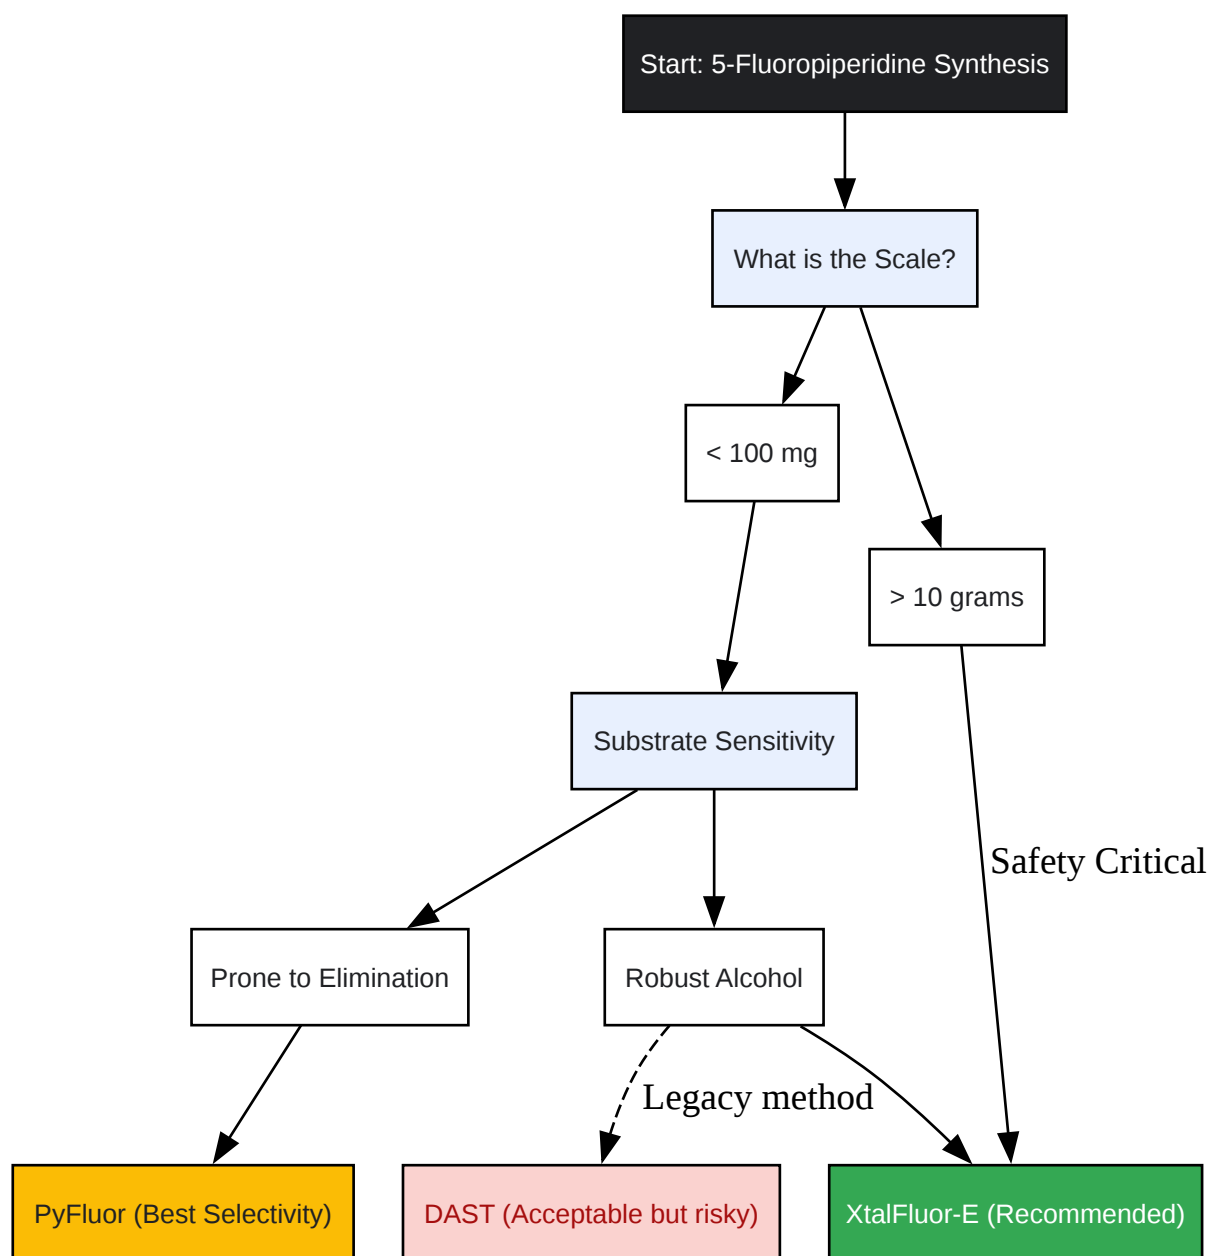 Start: 5-Fluoropiperidine Synthesis
What is the Scale?
< 100 mg
> 10 grams
Substrate Sensitivity
Safety Critical
Prone to Elimination
Robust Alcohol
Legacy method
PyFluor (Best Selectivity)
DAST (Acceptable but risky)
XtalFluor-E (Recommended)